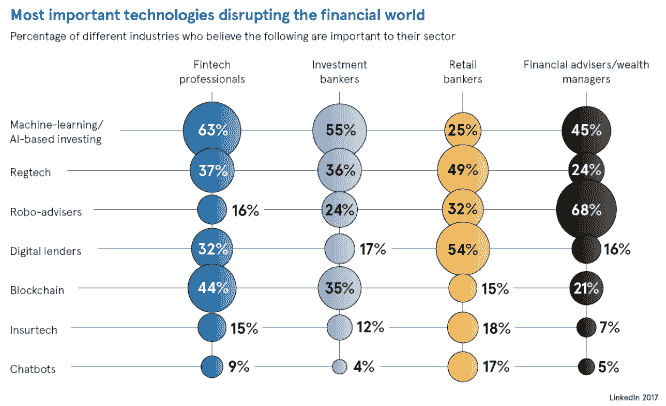 Most important technologies disrupting the financial world
Percentage of different industries who believe the following are important to their sector
Fintech professionals
Investment bankers
Retail bankers
Financial advisers/wealth managers
Machine-learning/
AI-based investing
63% 55% 25% 45%
Regtech 37% 36% 49% 24%
Robo-advisers 16% 24% 32% 68%
Digital lenders 32% 17% 54% 16%
Blockchain 44% 35% 15% 21%
Insurtech 15% 12% 18% 7%
Chatbots 9% 4% 17% 5%
LinkedIn 2017